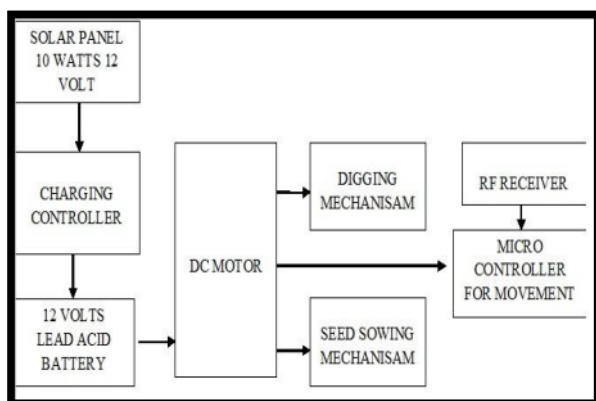 SOLAR PANEL
10 WATTS 12
VOLT
CHARGING
CONTROLLER
12 VOLTS
LEAD ACID
BATTERY
DC MOTOR
DIGGING
MECHANISAM
SEED SOWING
MECHANISAM
RF RECEIVER
MICRO
CONTROLLER
FOR MOVEMENT